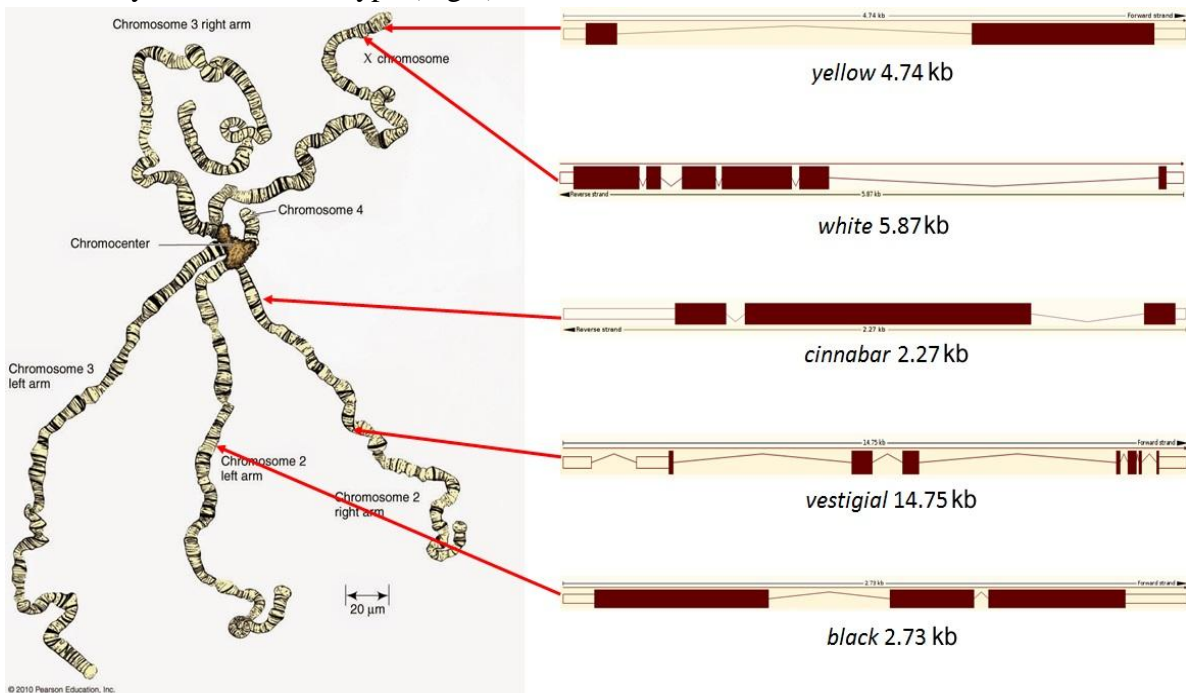 Chromosome 3 right arm
X chromosome
Chromosome 4
Chromocenter
Chromosome 3
left arm
Chromosome 2
left arm
Chromosome 2
right arm
20 µm
© 2010 Pearson Education, Inc.
4.74 kb
Forward strand
yellow 4.74 kb
Reverse strand
5.87 kb
white 5.87 kb
Reverse strand
2.27 kb
cinnabar 2.27 kb
14.75 kb
Forward strand
vestigial 14.75 kb
2.73 kb
Forward strand
black 2.73 kb